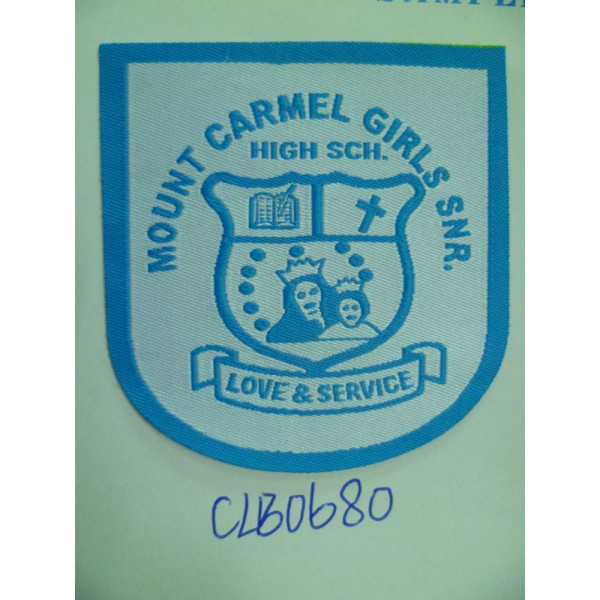 MOUNT CARMEL GIRLS SNR.
HIGH SCH.
LOVE & SERVICE
CLB0680